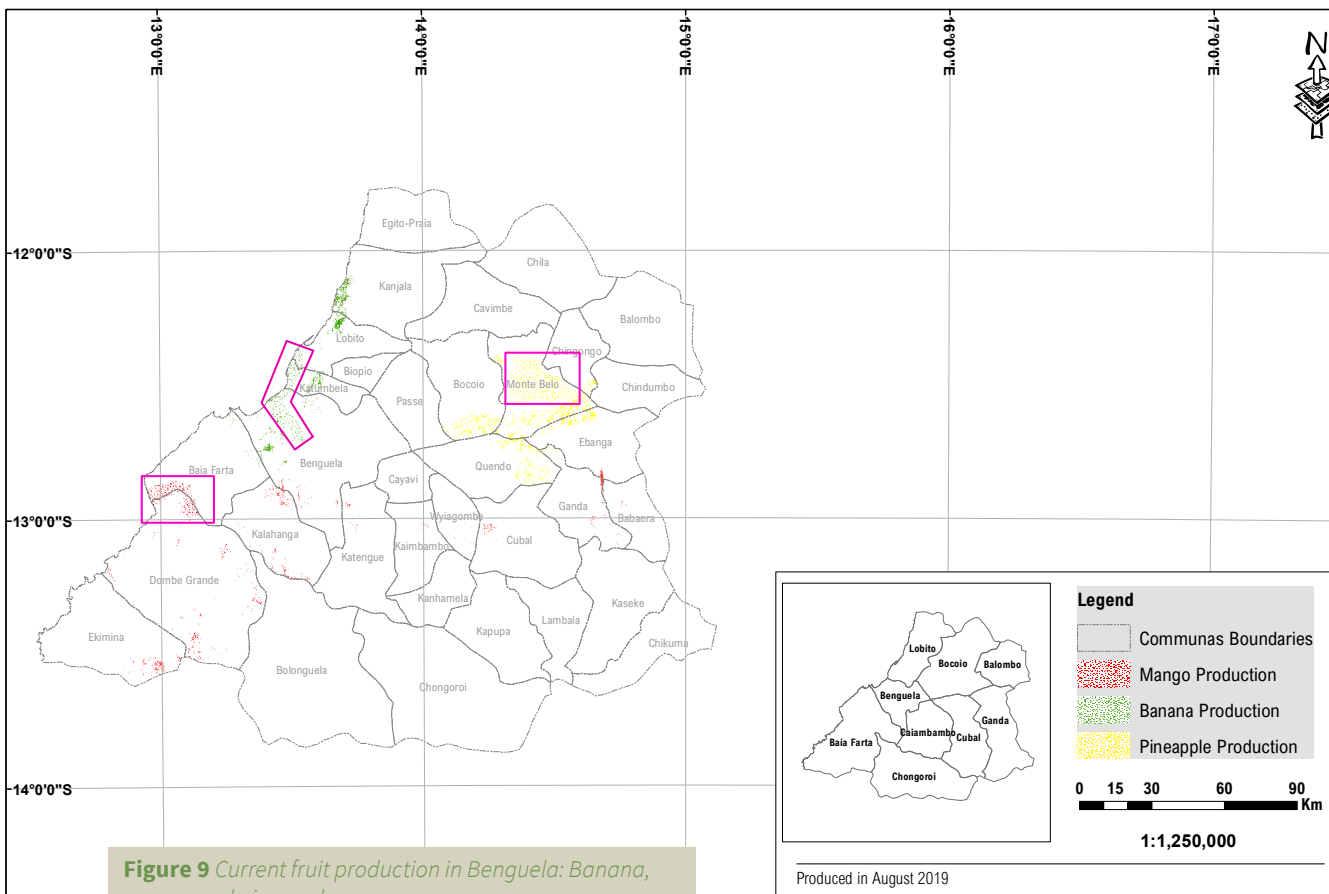 13°0'0"E
14°0'0"E
15°0'0"E
16°0'0"E
17°0'0"E
N
-12°0'0"S
-13°0'0"S
-14°0'0"S
Egito-Praia
Chila
Kanjala
Cavimbe
Balombo
Lobito
Chingongo
Biopio
Bocoio
Monte Belo
Chindumbo
Katumbela
Passe
Ebanga
Baia Farta
Benguela
Quendo
Cayavi
Ganda
Babaera
Wyiagombe
Kalahanga
Cubal
Katengue
Kaimbambo
Dombe Grande
Kanhamela
Kaseke
Lambala
Ekimina
Kapupa
Chikuma
Bolonguela
Chongoroi
Lobito
Bocoio
Balombo
Benguela
Ganda
Caiambambo
Cubal
Baía Farta
Chongoroi
Legend
Communas Boundaries
Mango Production
Banana Production
Pineapple Production
0 15 30 60 90
Km
1:1,250,000
Produced in August 2019
Figure 9 Current fruit production in Benguela: Banana,